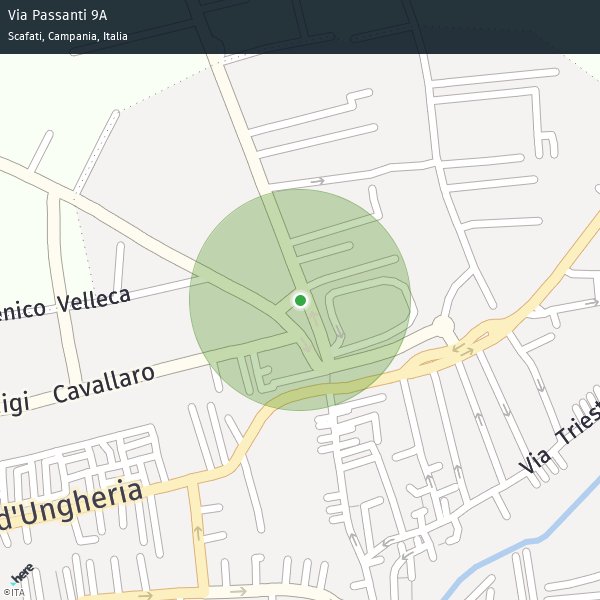 Via Passanti 9A
Scafati, Campania, Italia
enico Velleca
igi Cavallaro
Via Trieste
d'Ungheria
here
©ITA